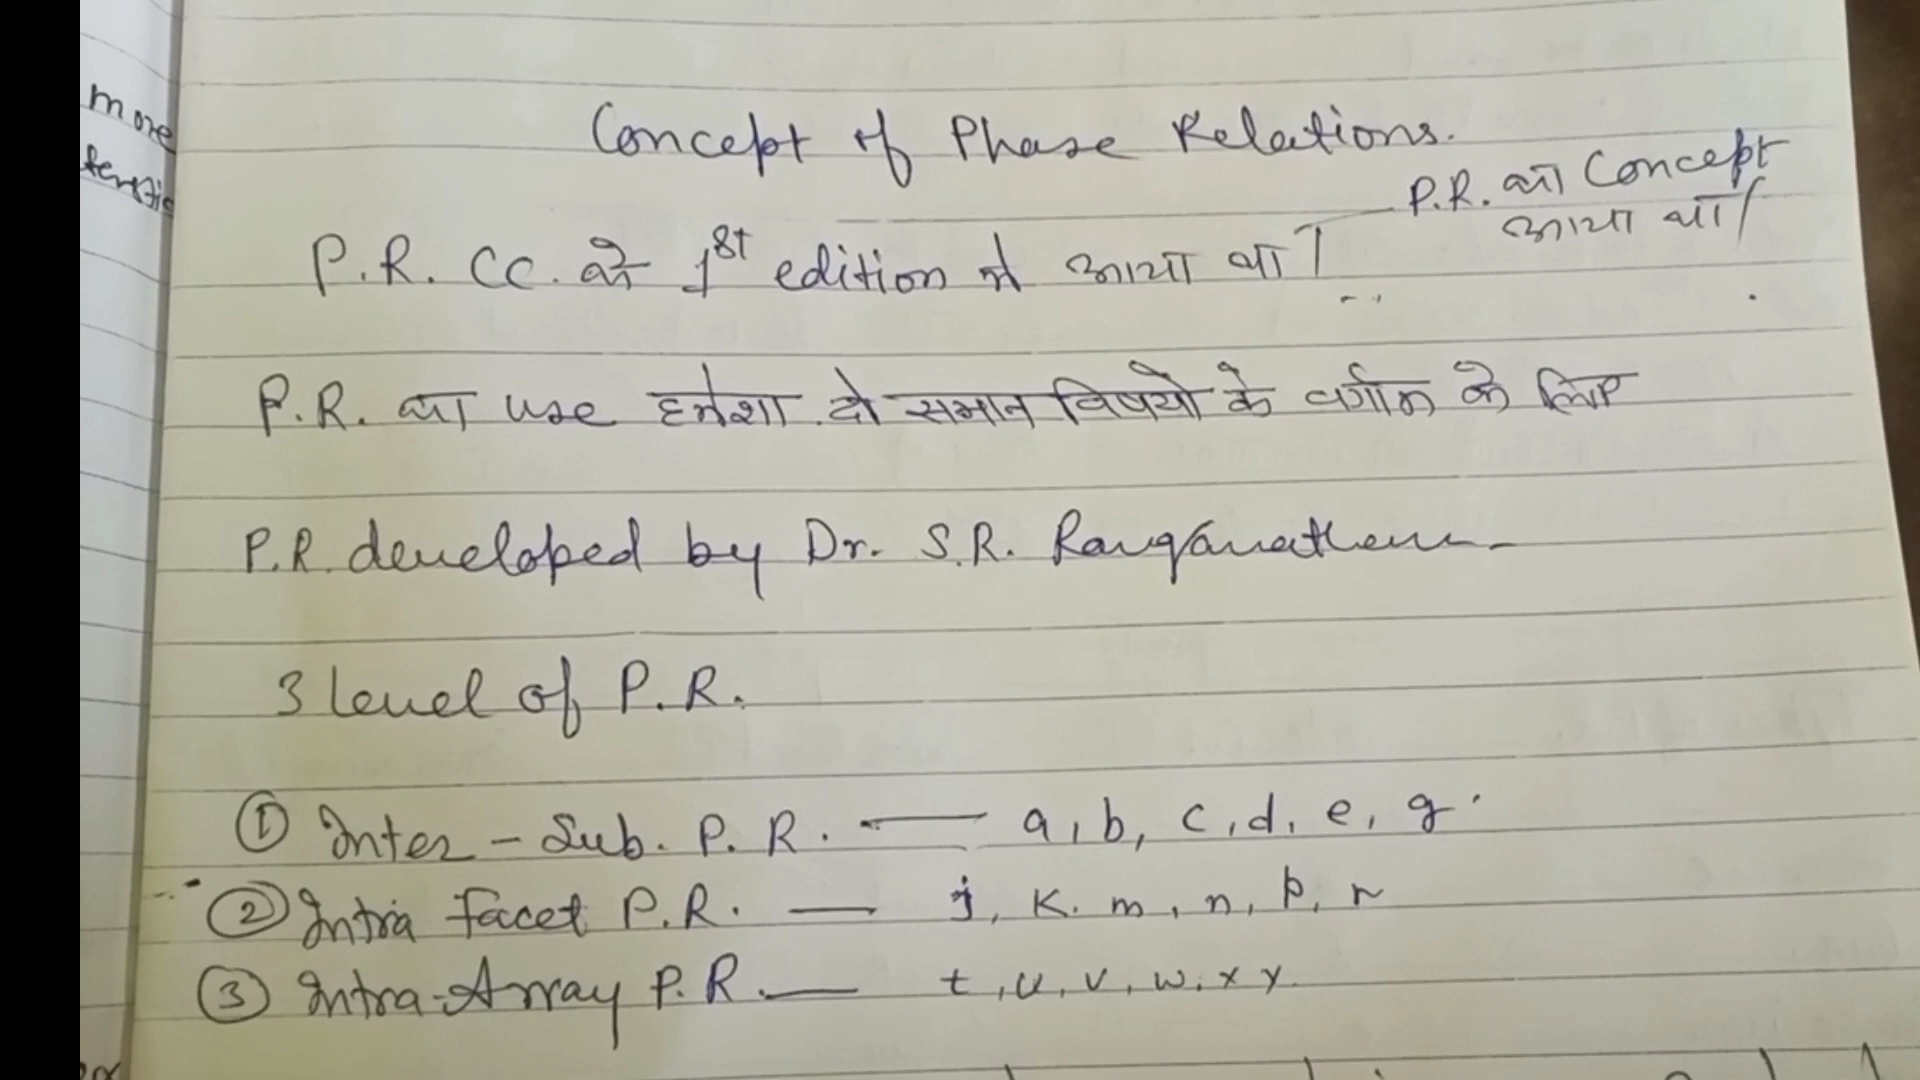 more
Concept of Phase Relations.
P.R. का Concept
आया था/
P.R. CC. के 1st edition में आया था।
P.R. का use हमेशा दो समान विषयों के वर्गीक के लिए
P.R. developed by Dr. S.R. Ranganathan
3 level of P.R.
① Inter-Sub. P.R. — a, b, c, d, e, g.
② Intra Facet P.R. — j, K. m, n, p, r
③ Intra-Array P.R. — t, u, v, w, x y.